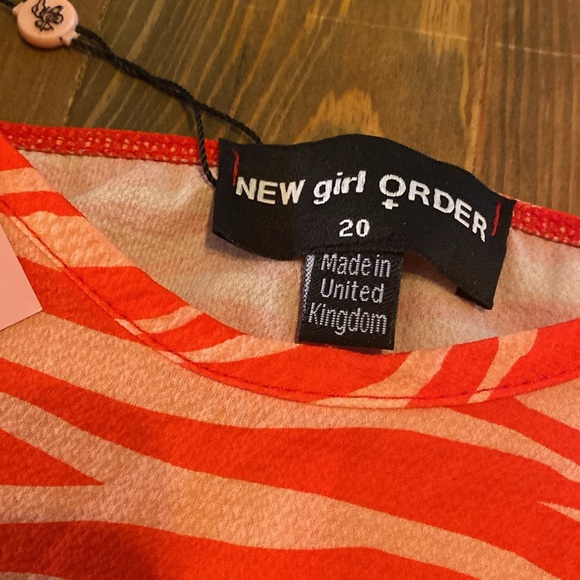 NEW girl ORDER
20
Made in
United
Kingdom